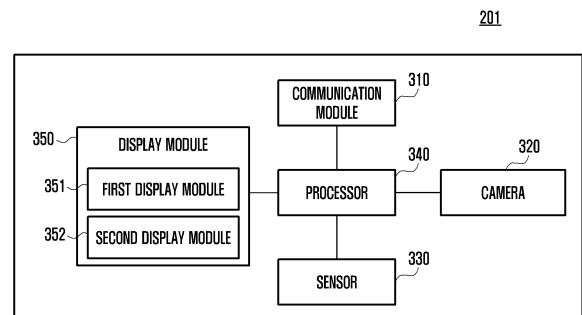 201
COMMUNICATION
MODULE
310
350
DISPLAY MODULE
351
FIRST DISPLAY MODULE
352
SECOND DISPLAY MODULE
340
PROCESSOR
320
CAMERA
SENSOR
330